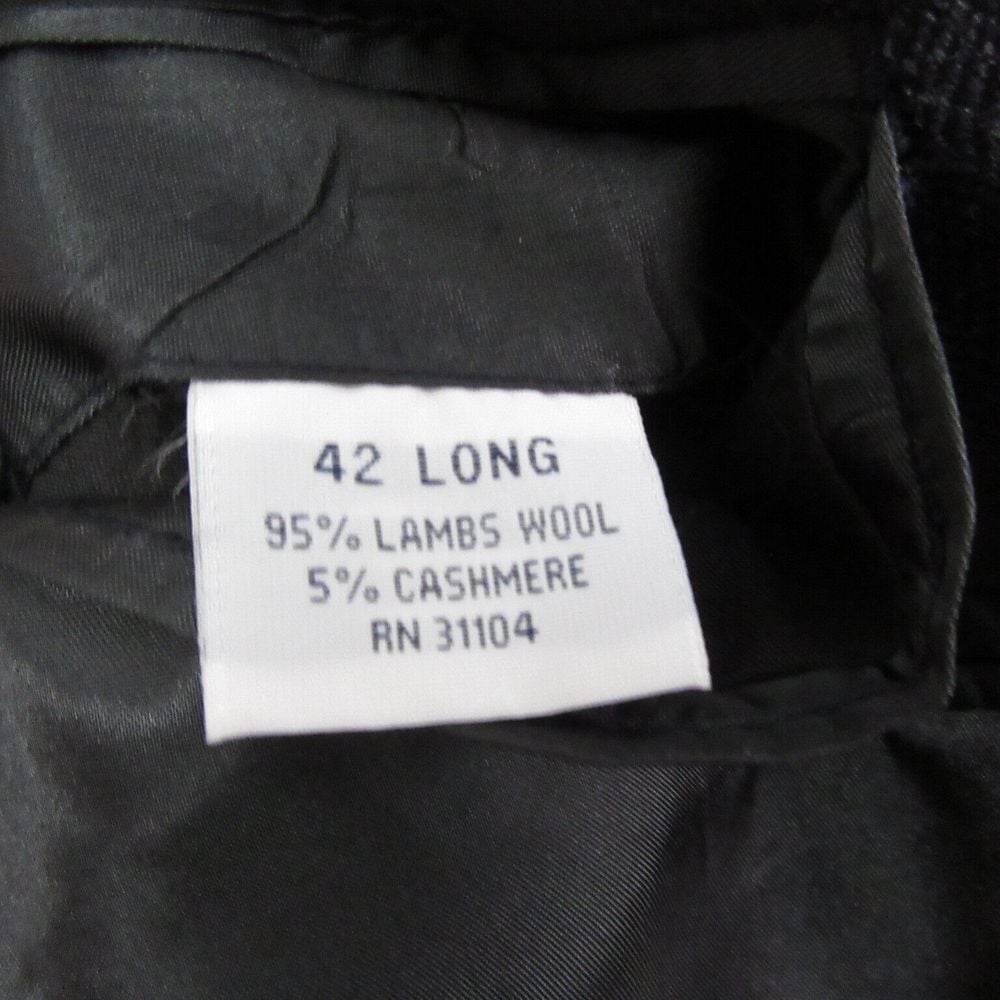 42 LONG
95% LAMBS WOOL
5% CASHMERE
RN 31104